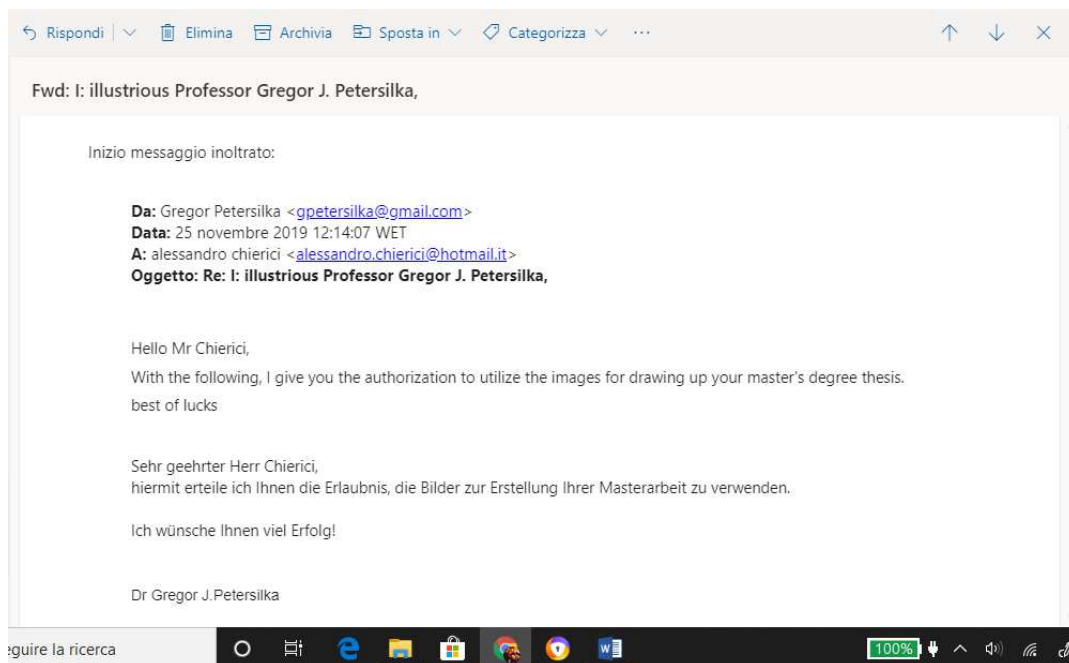 Rispondi Elimina Archivia Sposta in Categorizza ...
Fwd: I: illustrious Professor Gregor J. Petersilka,
Inizio messaggio inoltrato:
Da: Gregor Petersilka <gpetersilka@gmail.com>
Data: 25 novembre 2019 12:14:07 WET
A: alessandro chierici <alessandro.chierici@hotmail.it>
Oggetto: Re: I: illustrious Professor Gregor J. Petersilka,
Hello Mr Chierici,
With the following, I give you the authorization to utilize the images for drawing up your master's degree thesis.
best of lucks
Sehr geehrter Herr Chierici,
hiermit erteile ich Ihnen die Erlaubnis, die Bilder zur Erstellung Ihrer Masterarbeit zu verwenden.
Ich wünsche Ihnen viel Erfolg!
Dr Gregor J.Petersilka
eguire la ricerca 100%